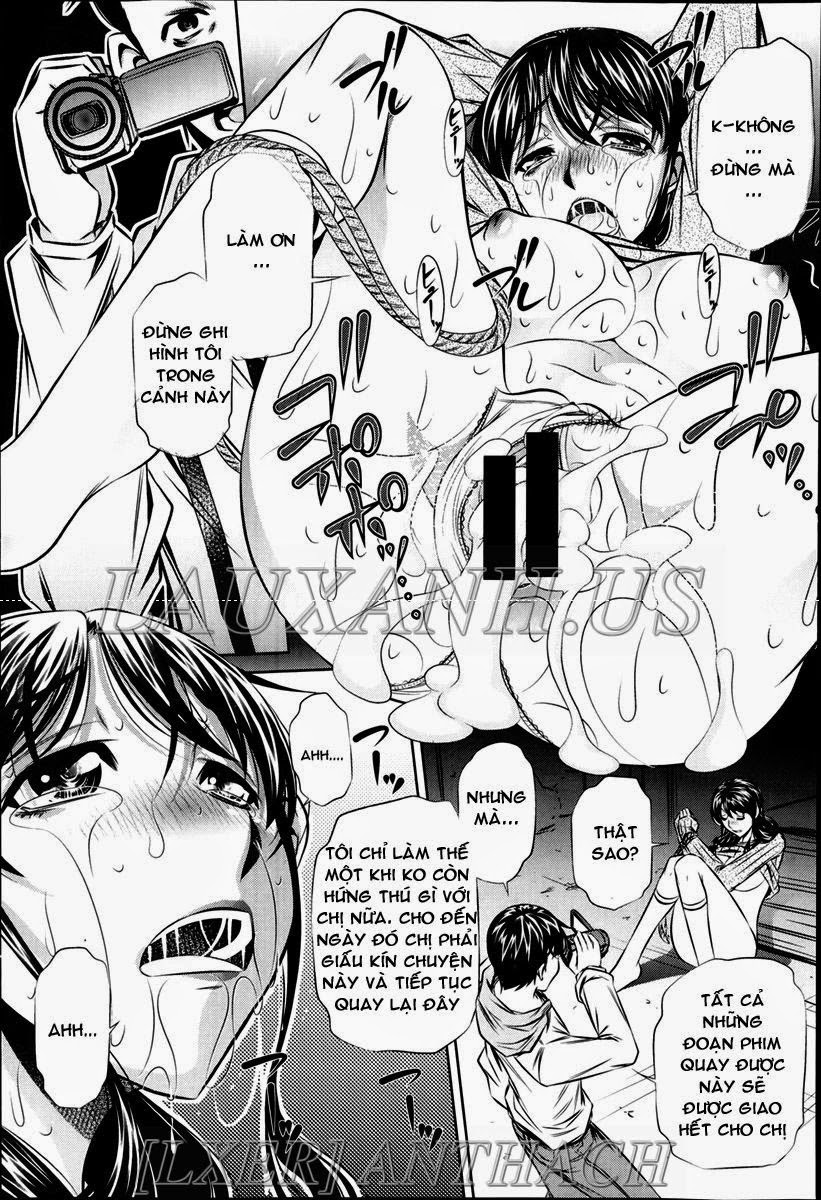 K-KHÔNG
...
ĐỪNG MÀ
...
LÀM ƠN
...
ĐỪNG GHI
HÌNH TÔI
TRONG
CẢNH NÀY
LAUXANH.US
AHH....
NHƯNG
MÀ...
THẬT
SAO?
TÔI CHỈ LÀM THẾ
MỘT KHI KO CÒN
HỨNG THÚ GÌ VỚI
CHỊ NỮA. CHO ĐẾN
NGÀY ĐÓ CHỊ PHẢI
GIẤU KÍN CHUYỆN
NÀY VÀ TIẾP TỤC
QUAY LẠI ĐÂY
AHH...
TẤT CẢ
NHỮNG
ĐOẠN PHIM
QUAY ĐƯỢC
NÀY SẼ
ĐƯỢC GIAO
HẾT CHO CHỊ
[LXER] ANTHACH